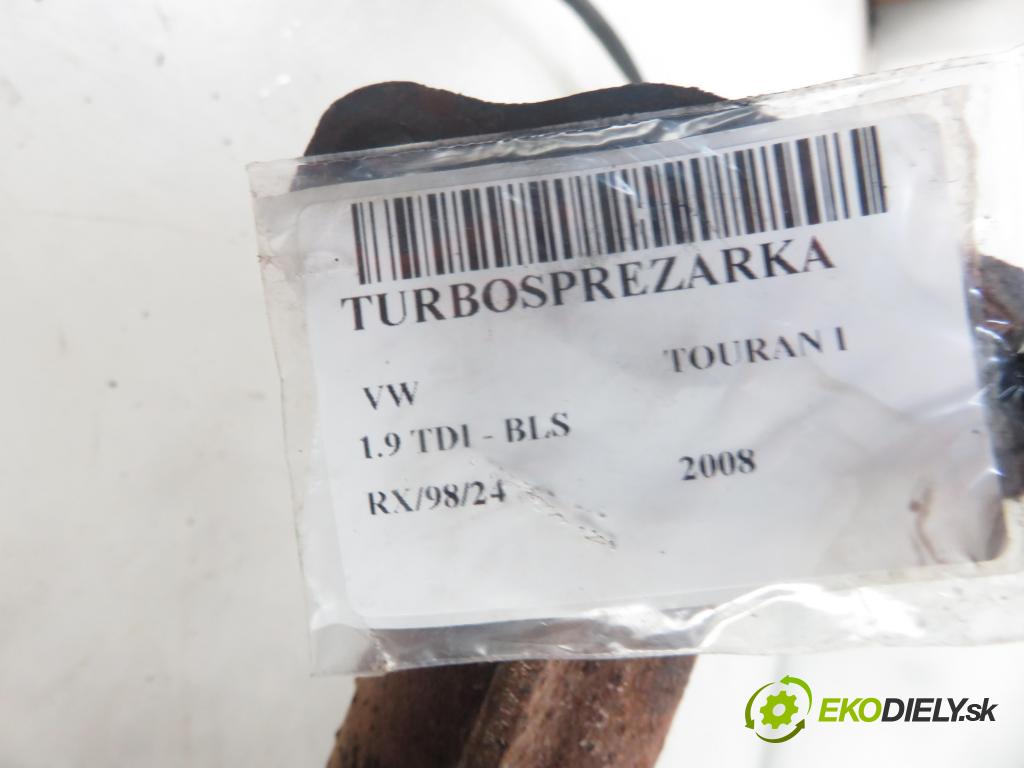 TURBOSPREZARKA
VW TOURAN I
1.9 TDI - BLS
RX/98/24 2008
EKODIELY.sk